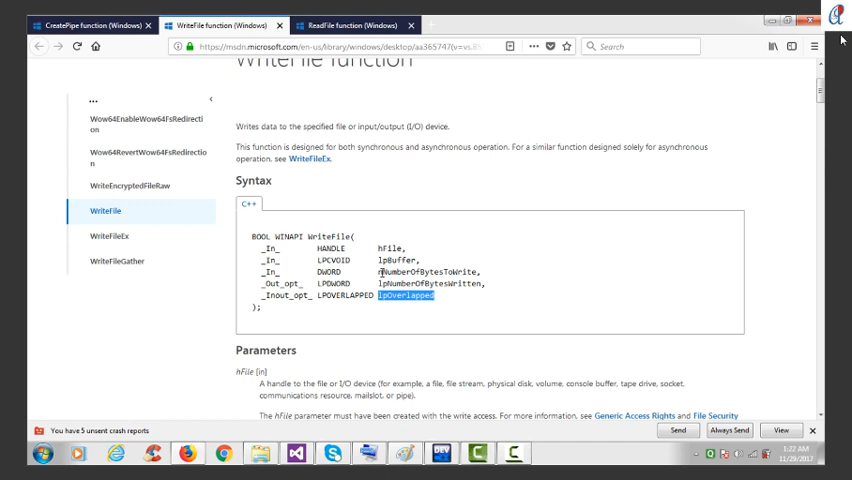 CreatePipe function (Windows)
WriteFile function (Windows)
ReadFile function (Windows)
https://msdn.microsoft.com/en-us/library/windows/desktop/aa365747(v=vs.85
Search
WriteFile function
...
Wow64EnableWow64FsRedirecti
on
Wow64RevertWow64FsRedirectio
n
WriteEncryptedFileRaw
WriteFile
WriteFileEx
WriteFileGather
Writes data to the specified file or input/output (I/O) device.
This function is designed for both synchronous and asynchronous operation. For a similar function designed solely for asynchronous
operation, see WriteFileEx.
Syntax
C++
BOOL WINAPI WriteFile(
_In_ HANDLE hFile,
_In_ LPCVOID lpBuffer,
_In_ DWORD nNumberOfBytesToWrite,
_Out_opt_ LPDWORD lpNumberOfBytesWritten,
_Inout_opt_ LPOVERLAPPED lpOverlapped
);
Parameters
hFile [in]
A handle to the file or I/O device (for example, a file, file stream, physical disk, volume, console buffer, tape drive, socket,
communications resource, mailslot, or pipe).
The hFile parameter must have been created with the write access. For more information, see Generic Access Rights and File Security
You have 5 unsent crash reports
Send
Always Send
View
DEV
1:22 AM
11/29/2017